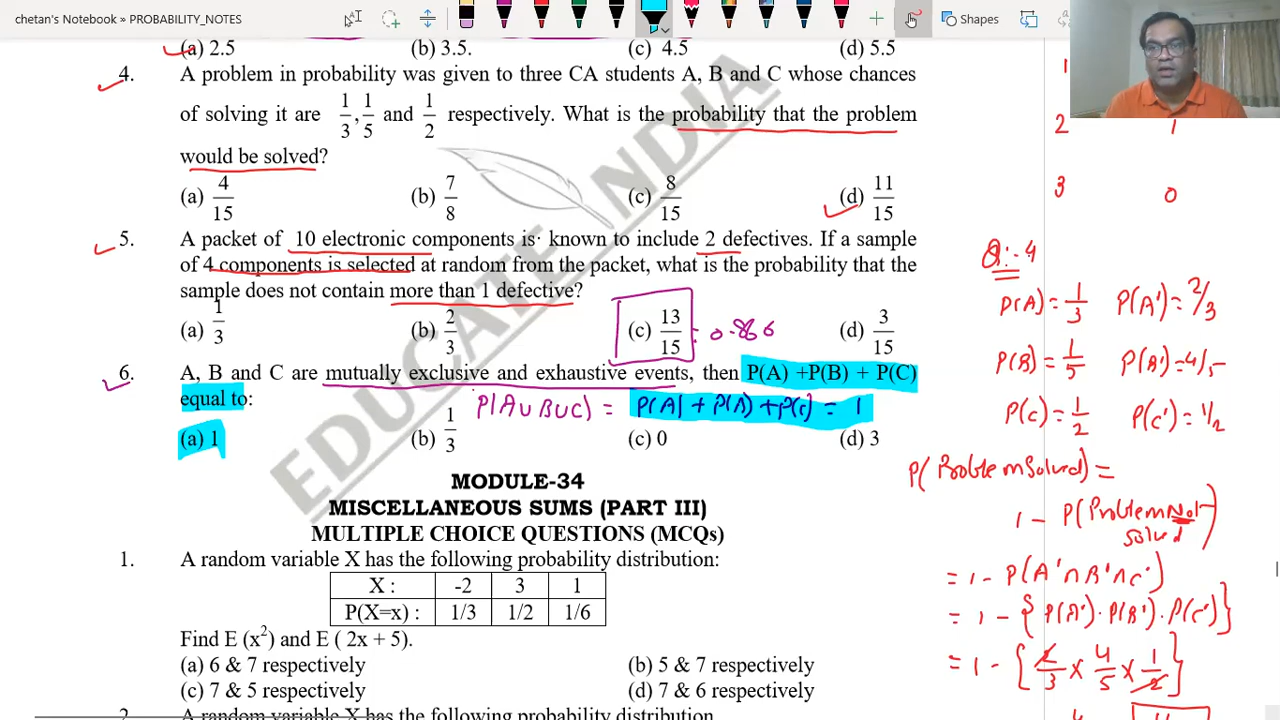 chetan's Notebook » PROBABILITY_NOTES
Shapes
(a) 2.5 (b) 3.5. (c) 4.5 (d) 5.5
4. A problem in probability was given to three CA students A, B and C whose chances
of solving it are 1/3, 1/5 and 1/2 respectively. What is the probability that the problem
would be solved?
(a) 4/15 (b) 7/8 (c) 8/15 (d) 11/15
5. A packet of 10 electronic components is known to include 2 defectives. If a sample
of 4 components is selected at random from the packet, what is the probability that the
sample does not contain more than 1 defective?
(a) 1/3 (b) 2/3 (c) 13/15 : 0.866 (d) 3/15
6. A, B and C are mutually exclusive and exhaustive events, then P(A) +P(B) + P(C)
equal to:
P(A∪B∪C) = P(A) + P(B) + P(C) = 1
(a) 1 (b) 1/3 (c) 0 (d) 3
MODULE-34
MISCELLANEOUS SUMS (PART III)
MULTIPLE CHOICE QUESTIONS (MCQs)
1. A random variable X has the following probability distribution:
X : -2 3 1
P(X=x) : 1/3 1/2 1/6
Find E (x²) and E ( 2x + 5).
(a) 6 & 7 respectively (b) 5 & 7 respectively
(c) 7 & 5 respectively (d) 7 & 6 respectively
2. A random variable X has the following probability distribution:
EDUCATE INDIA
1
2 1
3 0
Q:-4
P(A)=1/3 P(A')=2/3
P(B)=1/5 P(B')=4/5
P(C)=1/2 P(C')=1/2
P(Problem Solved) =
1 - P(Problem Not
solved)
= 1 - P(A'∩B'∩C')
= 1 - {P(A')·P(B')·P(C')}
= 1 - {2/3 × 4/5 × 1/2}